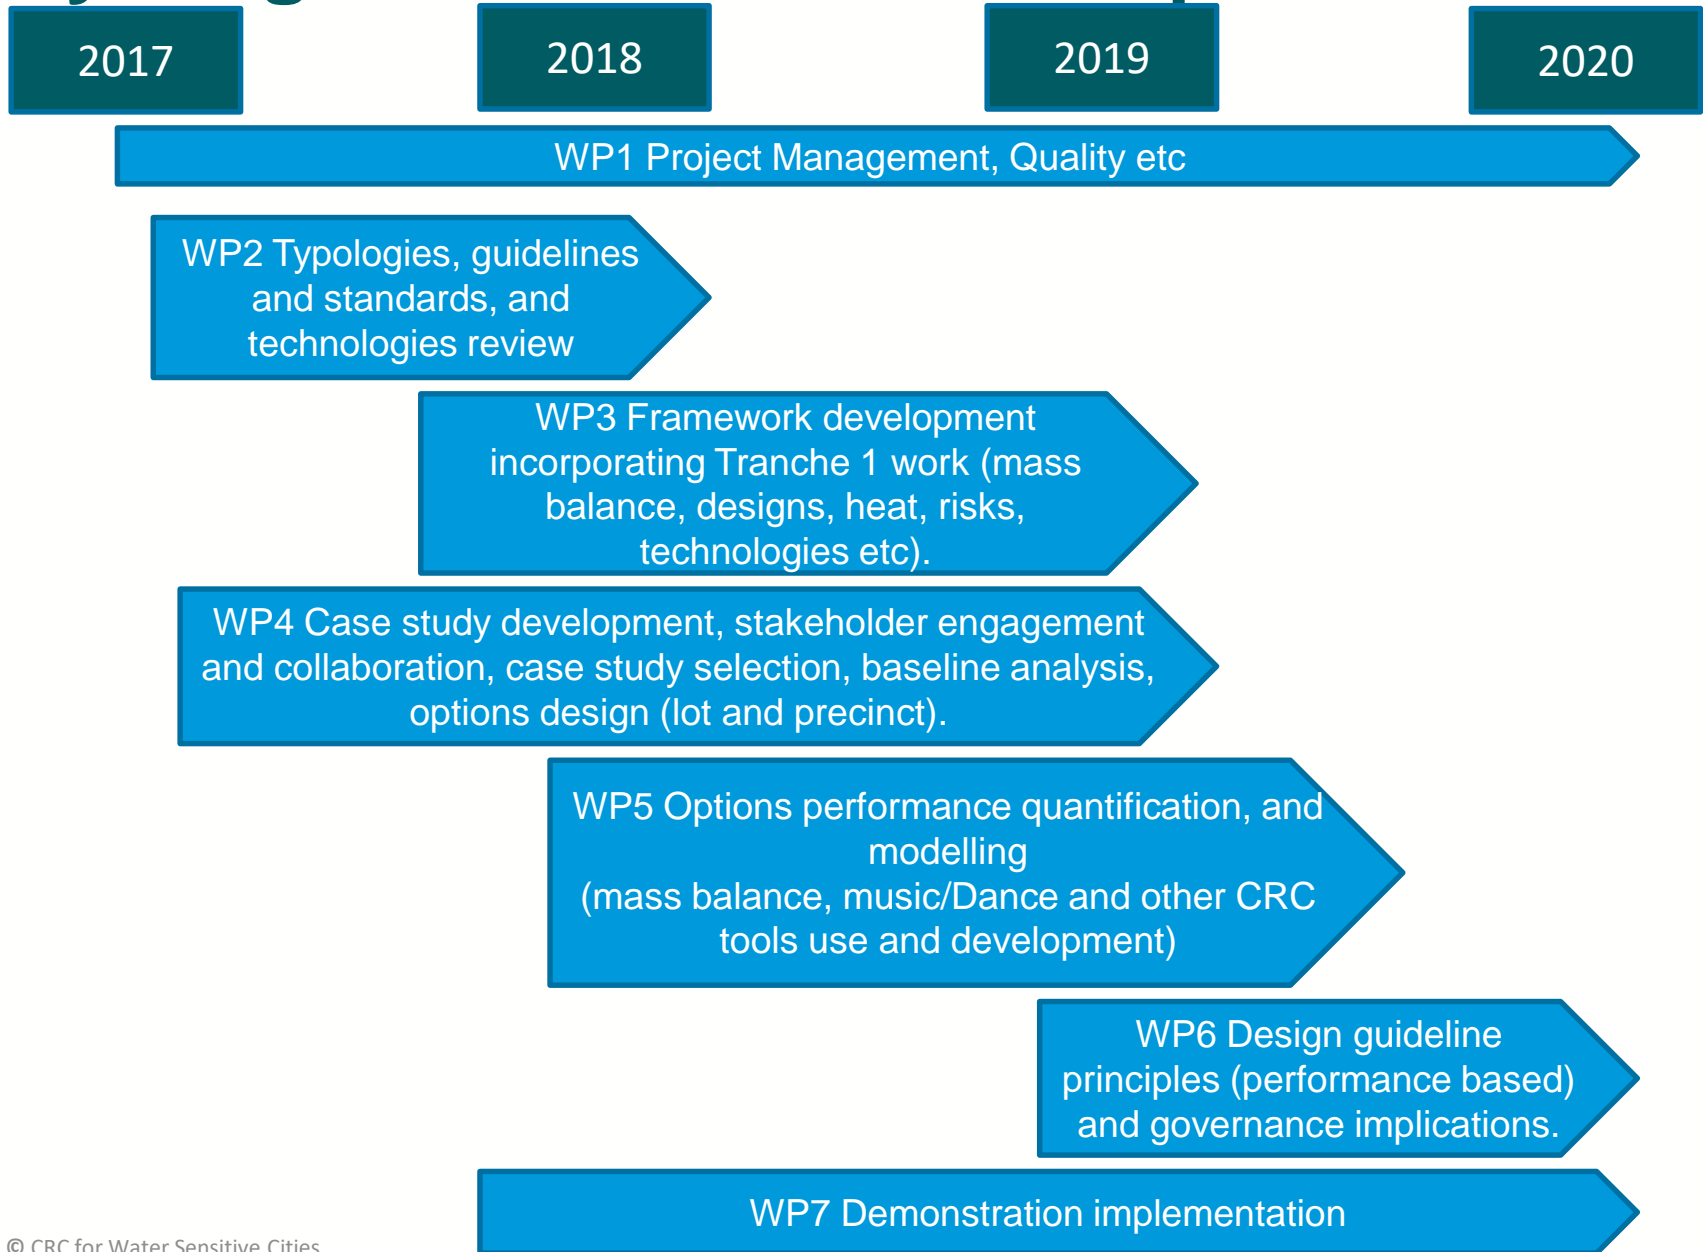 2017
2018
2019
2020
WP1 Project Management, Quality etc
WP2 Typologies, guidelines
and standards, and
technologies review
WP3 Framework development
incorporating Tranche 1 work (mass
balance, designs, heat, risks,
technologies etc).
WP4 Case study development, stakeholder engagement
and collaboration, case study selection, baseline analysis,
options design (lot and precinct).
WP5 Options performance quantification, and
modelling
(mass balance, music/Dance and other CRC
tools use and development)
WP6 Design guideline
principles (performance based)
and governance implications.
WP7 Demonstration implementation
© CRC for Water Sensitive Cities